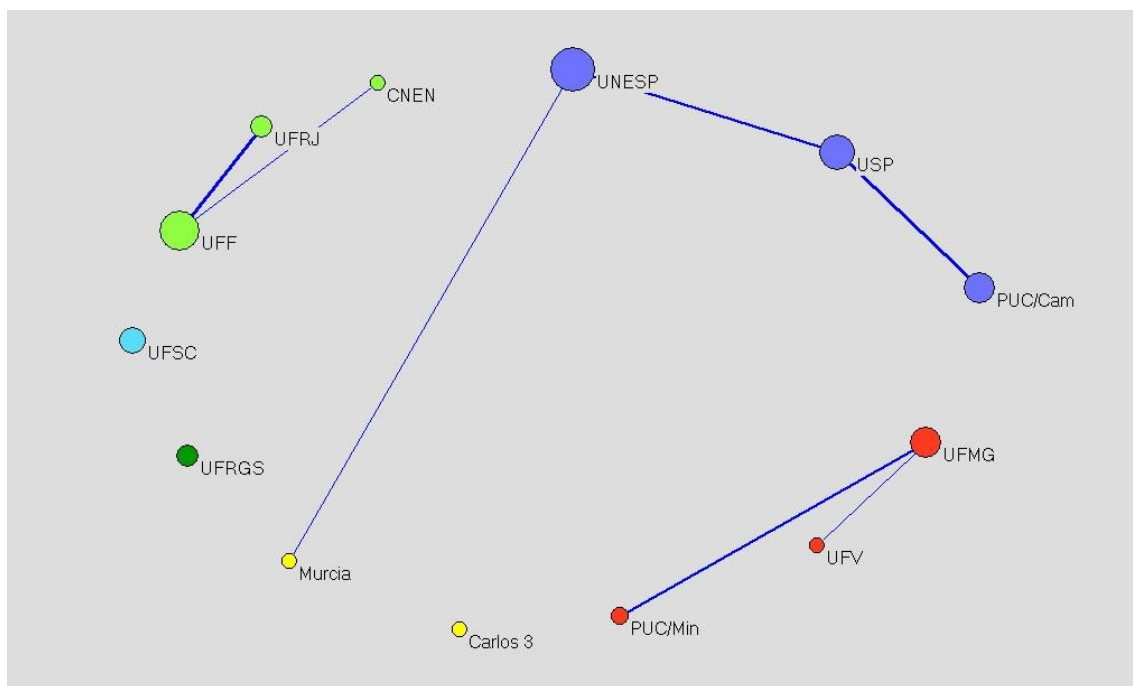 UNESP
CNEN
UFRJ
USP
UFF
PUC/Cam
UFSC
UFMG
UFRGS
UFV
Murcia
PUC/Min
Carlos 3